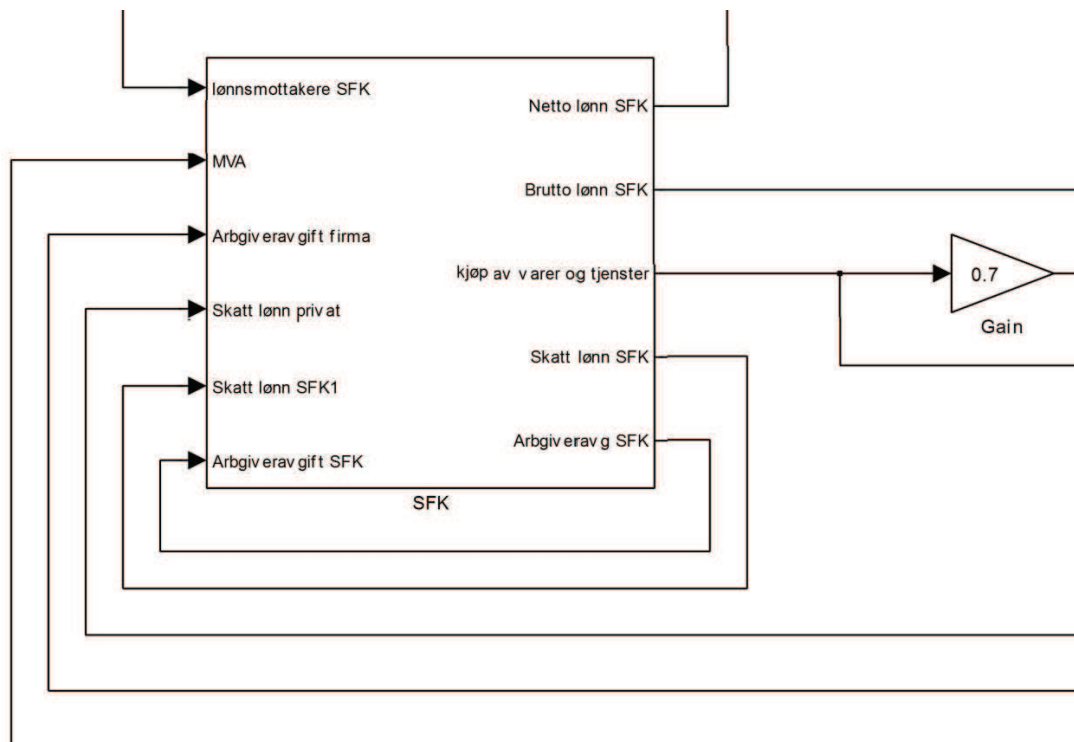 lønnsmottakere SFK
MVA
Arbgiveravgift firma
Skatt lønn privat
Skatt lønn SFK1
Arbgiveravgift SFK
Netto lønn SFK
Brutto lønn SFK
kjøp av varer og tjenster
Skatt lønn SFK
Arbgiveravg SFK
SFK
0.7
Gain